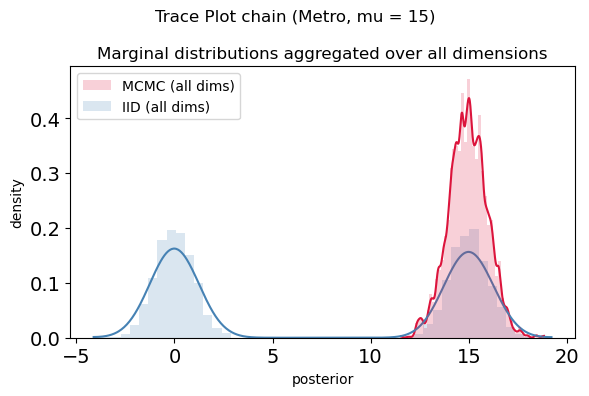 Trace Plot chain (Metro, mu = 15)
Marginal distributions aggregated over all dimensions
MCMC (all dims)
IID (all dims)
density
0.4
0.3
0.2
0.1
0.0
−5 0 5 10 15 20
posterior